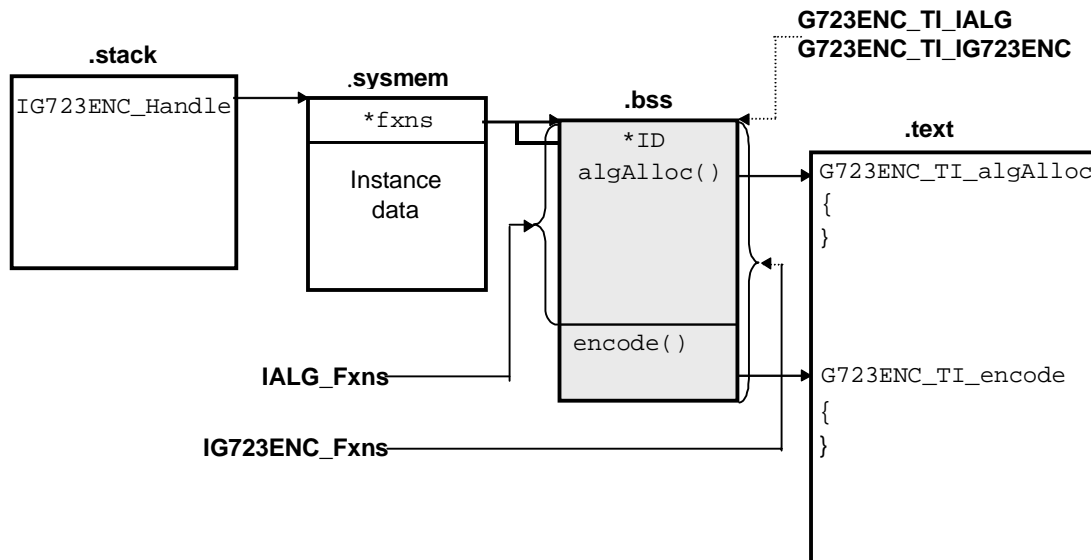 G723ENC_TI_IALG
G723ENC_TI_IG723ENC
.stack
.sysmem
.bss
.text
IG723ENC_Handle
*fxns
Instance
data
*ID
algAlloc()
encode()
G723ENC_TI_algAlloc
{
}
G723ENC_TI_encode
{
}
IALG_Fxns
IG723ENC_Fxns